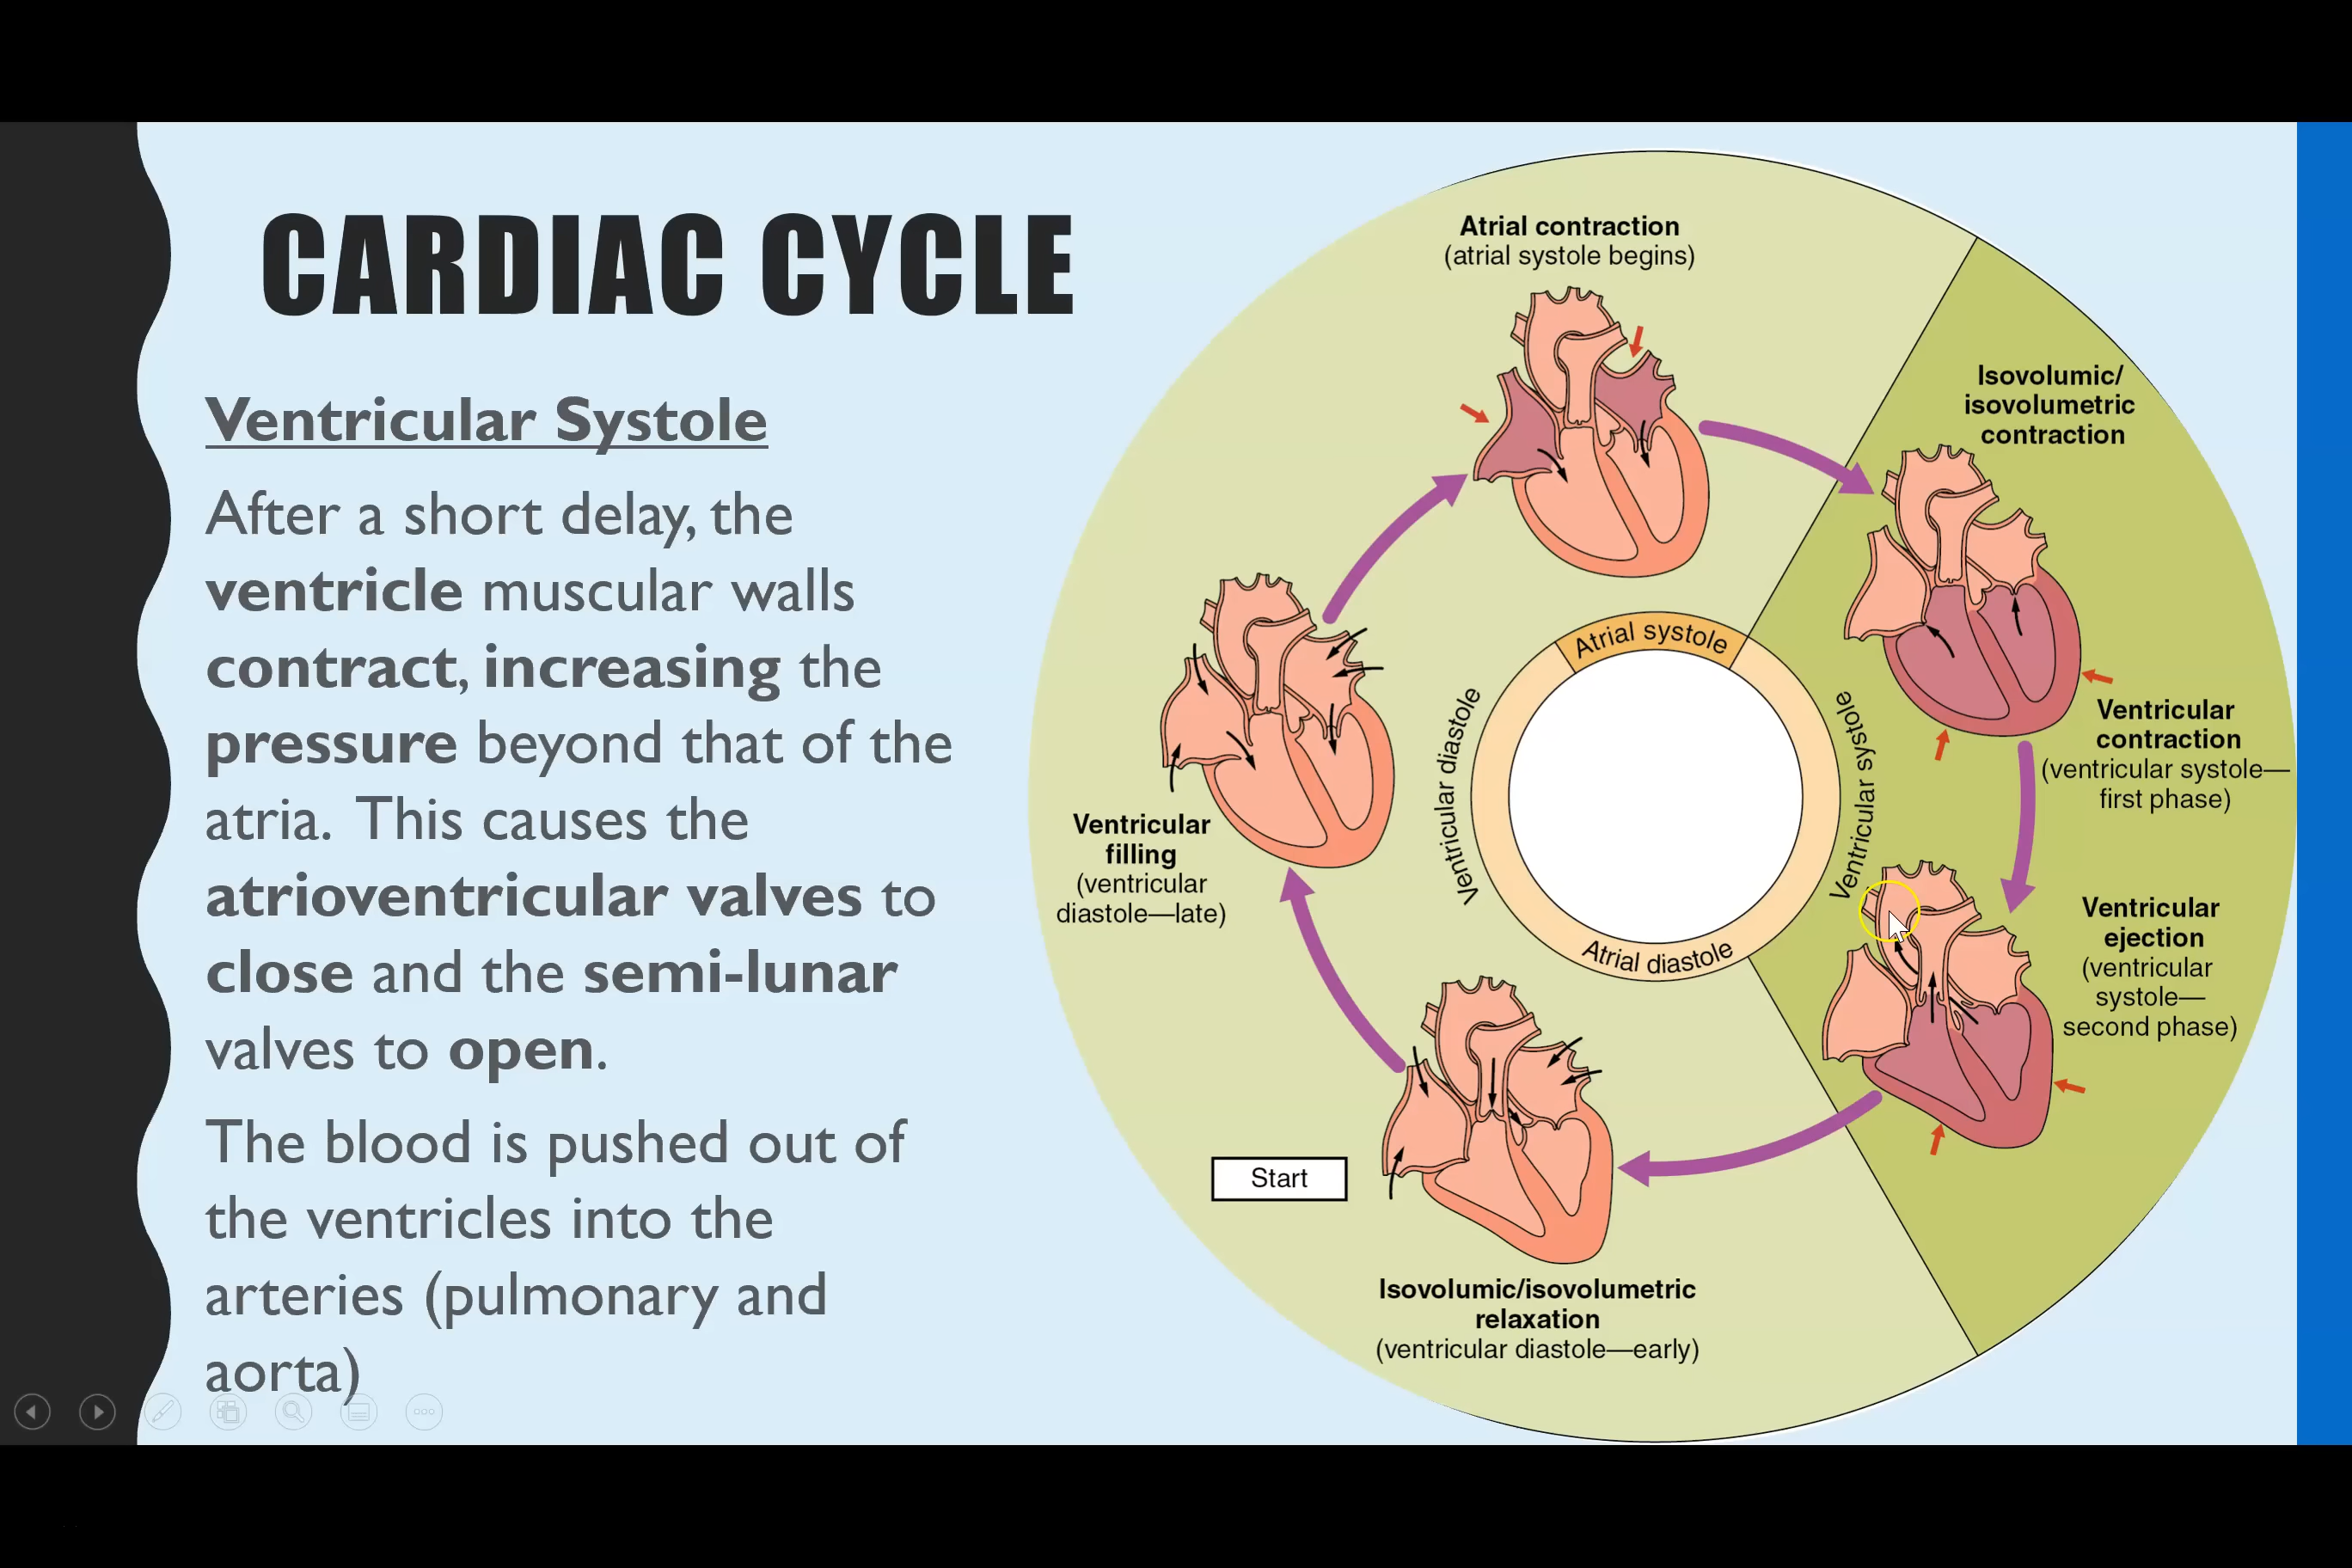 CARDIAC CYCLE
Ventricular Systole
After a short delay, the
ventricle muscular walls
contract, increasing the
pressure beyond that of the
atria.  This causes the
atrioventricular valves to
close and the semi-lunar
valves to open.
The blood is pushed out of
the ventricles into the
arteries (pulmonary and
aorta)
Atrial contraction
(atrial systole begins)
Isovolumic/
isovolumetric
contraction
Ventricular
contraction
(ventricular systole—
first phase)
Ventricular
ejection
(ventricular
systole—
second phase)
Isovolumic/isovolumetric
relaxation
(ventricular diastole—early)
Start
Ventricular
filling
(ventricular
diastole—late)
Atrial systole
Ventricular systole
Atrial diastole
Ventricular diastole